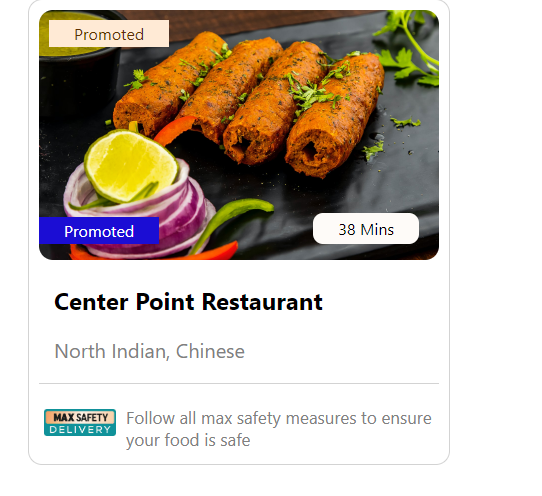 Promoted
Promoted
38 Mins
Center Point Restaurant
North Indian, Chinese
MAX SAFETY
DELIVERY
Follow all max safety measures to ensure
your food is safe